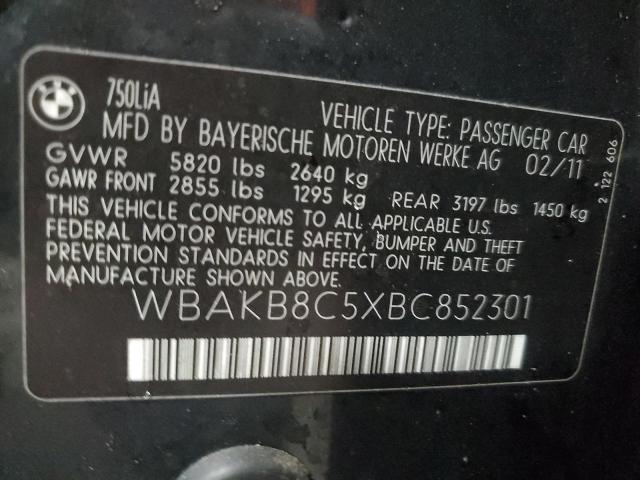 BMW
750LiA
VEHICLE TYPE: PASSENGER CAR
MFD BY BAYERISCHE MOTOREN WERKE AG 02/11
GVWR 5820 lbs 2640 kg
GAWR FRONT 2855 lbs 1295 kg REAR 3197 lbs 1450 kg
THIS VEHICLE CONFORMS TO ALL APPLICABLE U.S.
FEDERAL MOTOR VEHICLE SAFETY, BUMPER AND THEFT
PREVENTION STANDARDS IN EFFECT ON THE DATE OF
MANUFACTURE SHOWN ABOVE.
WBAKB8C5XBC852301
2 122 606